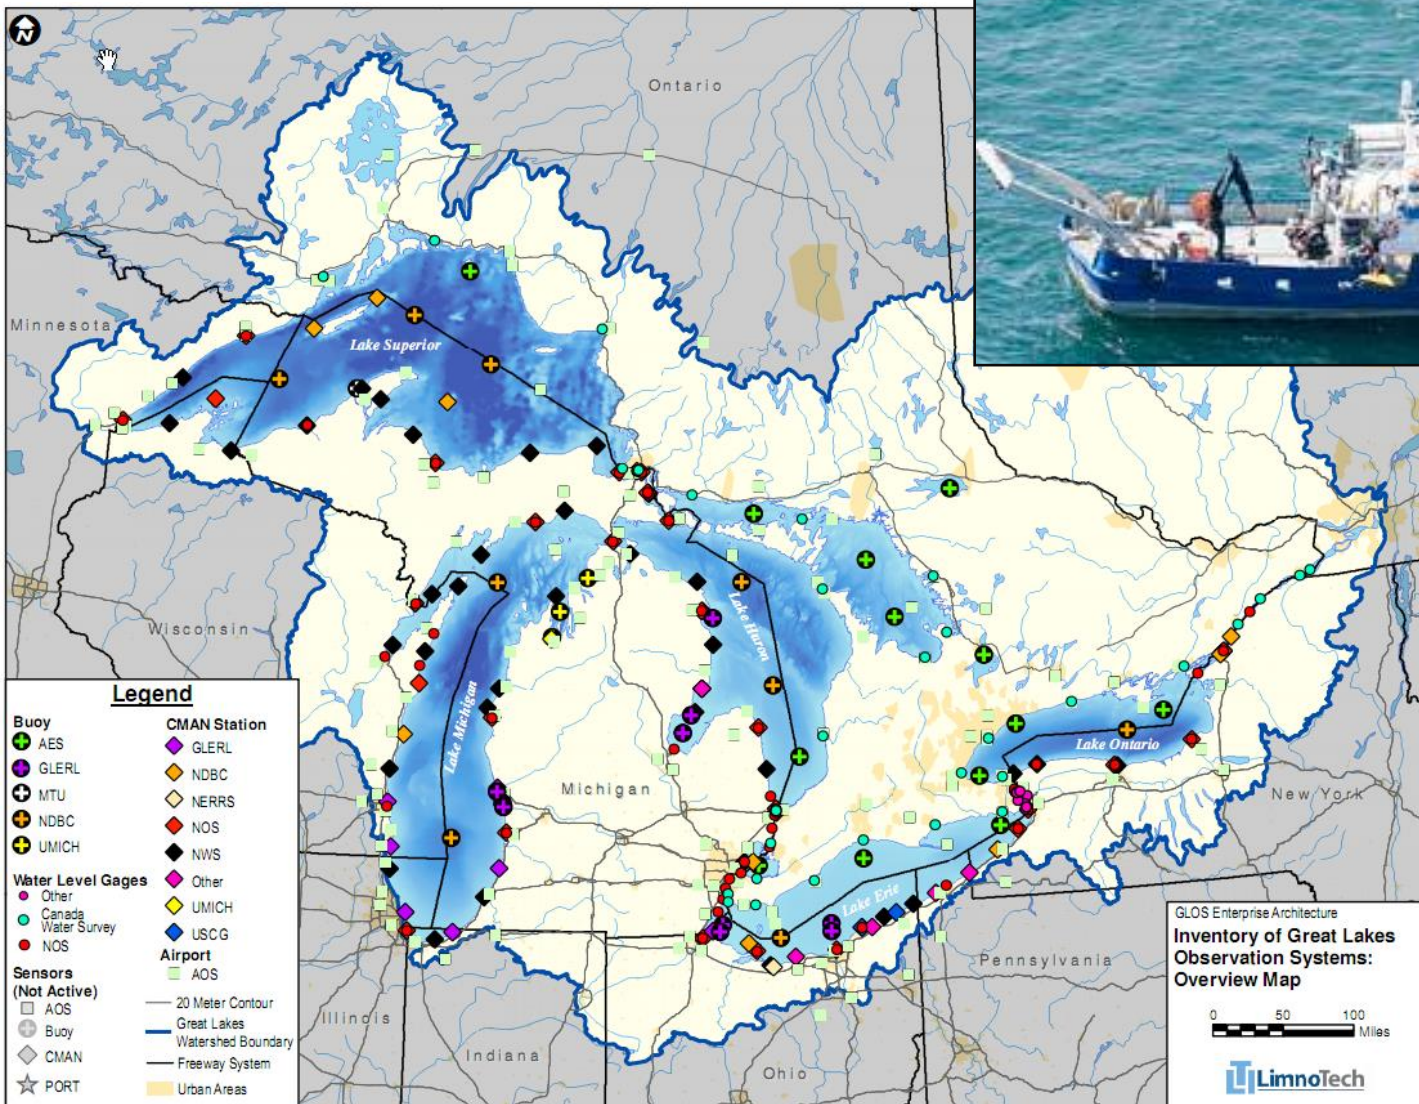 N
Ontario
Minnesota
Lake Superior
Wisconsin
Lake Huron
Lake Michigan
Michigan
Lake Ontario
New York
Lake Erie
Pennsylvania
Illinois
Indiana
Ohio
Legend
Buoy
AES
GLERL
MTU
NDBC
UMICH
Water Level Gages
Other
Canada
Water Survey
NOS
Sensors
(Not Active)
AOS
Buoy
CMAN
PORT
CMAN Station
GLERL
NDBC
NERRS
NOS
NWS
Other
UMICH
USCG
Airport
AOS
20 Meter Contour
Great Lakes
Watershed Boundary
Freeway System
Urban Areas
GLOS Enterprise Architecture
Inventory of Great Lakes
Observation Systems:
Overview Map
0 50 100
Miles
LimnoTech